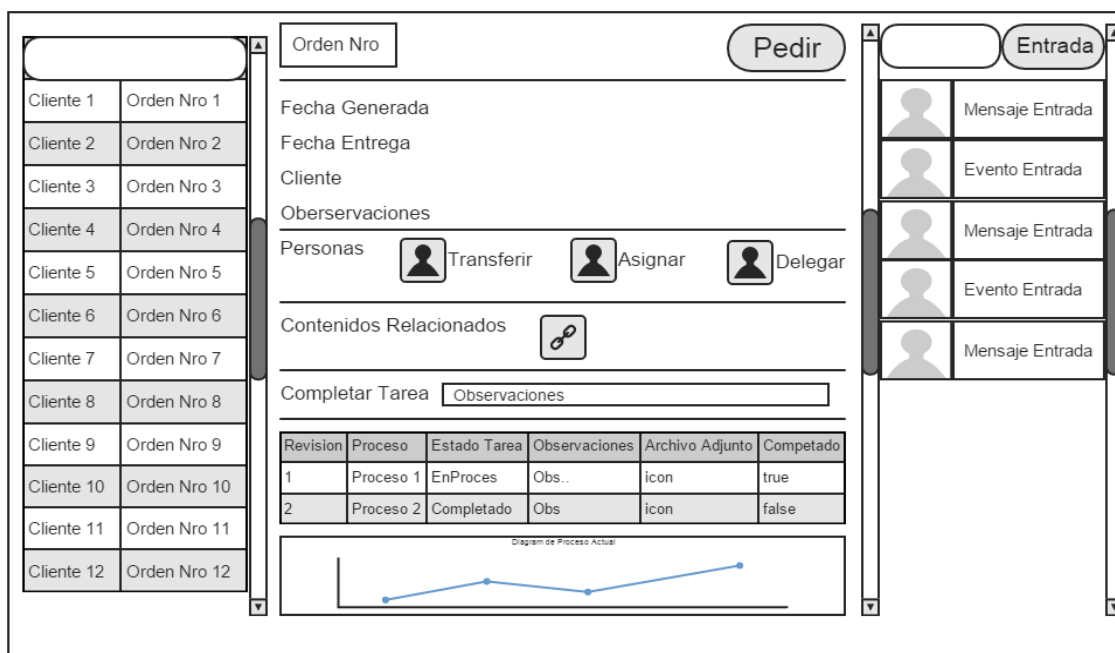 Cliente 1 Orden Nro 1
Cliente 2 Orden Nro 2
Cliente 3 Orden Nro 3
Cliente 4 Orden Nro 4
Cliente 5 Orden Nro 5
Cliente 6 Orden Nro 6
Cliente 7 Orden Nro 7
Cliente 8 Orden Nro 8
Cliente 9 Orden Nro 9
Cliente 10 Orden Nro 10
Cliente 11 Orden Nro 11
Cliente 12 Orden Nro 12
Orden Nro Pedir
Fecha Generada
Fecha Entrega
Cliente
Oberservaciones
Personas Transferir Asignar Delegar
Contenidos Relacionados
Completar Tarea Observaciones
Revision Proceso Estado Tarea Observaciones Archivo Adjunto Competado
1 Proceso 1 EnProces Obs.. icon true
2 Proceso 2 Completado Obs icon false
Diagram de Proceso Actual
Entrada
Mensaje Entrada
Evento Entrada
Mensaje Entrada
Evento Entrada
Mensaje Entrada